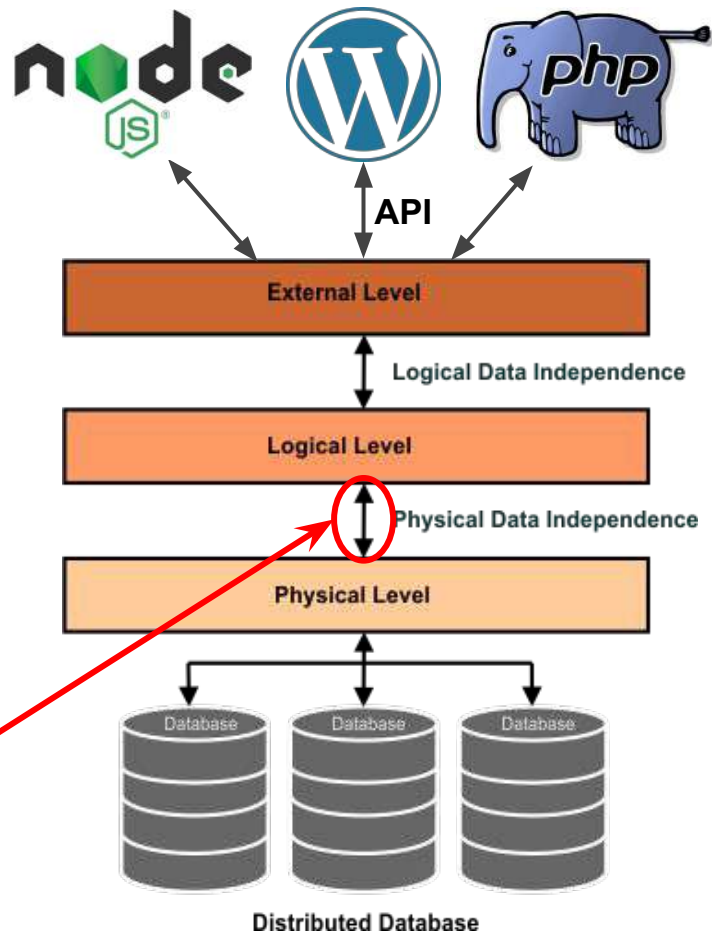 node
JS®
W
php
API
External Level
Logical Data Independence
Logical Level
Physical Data Independence
Physical Level
Database Database Database
Distributed Database